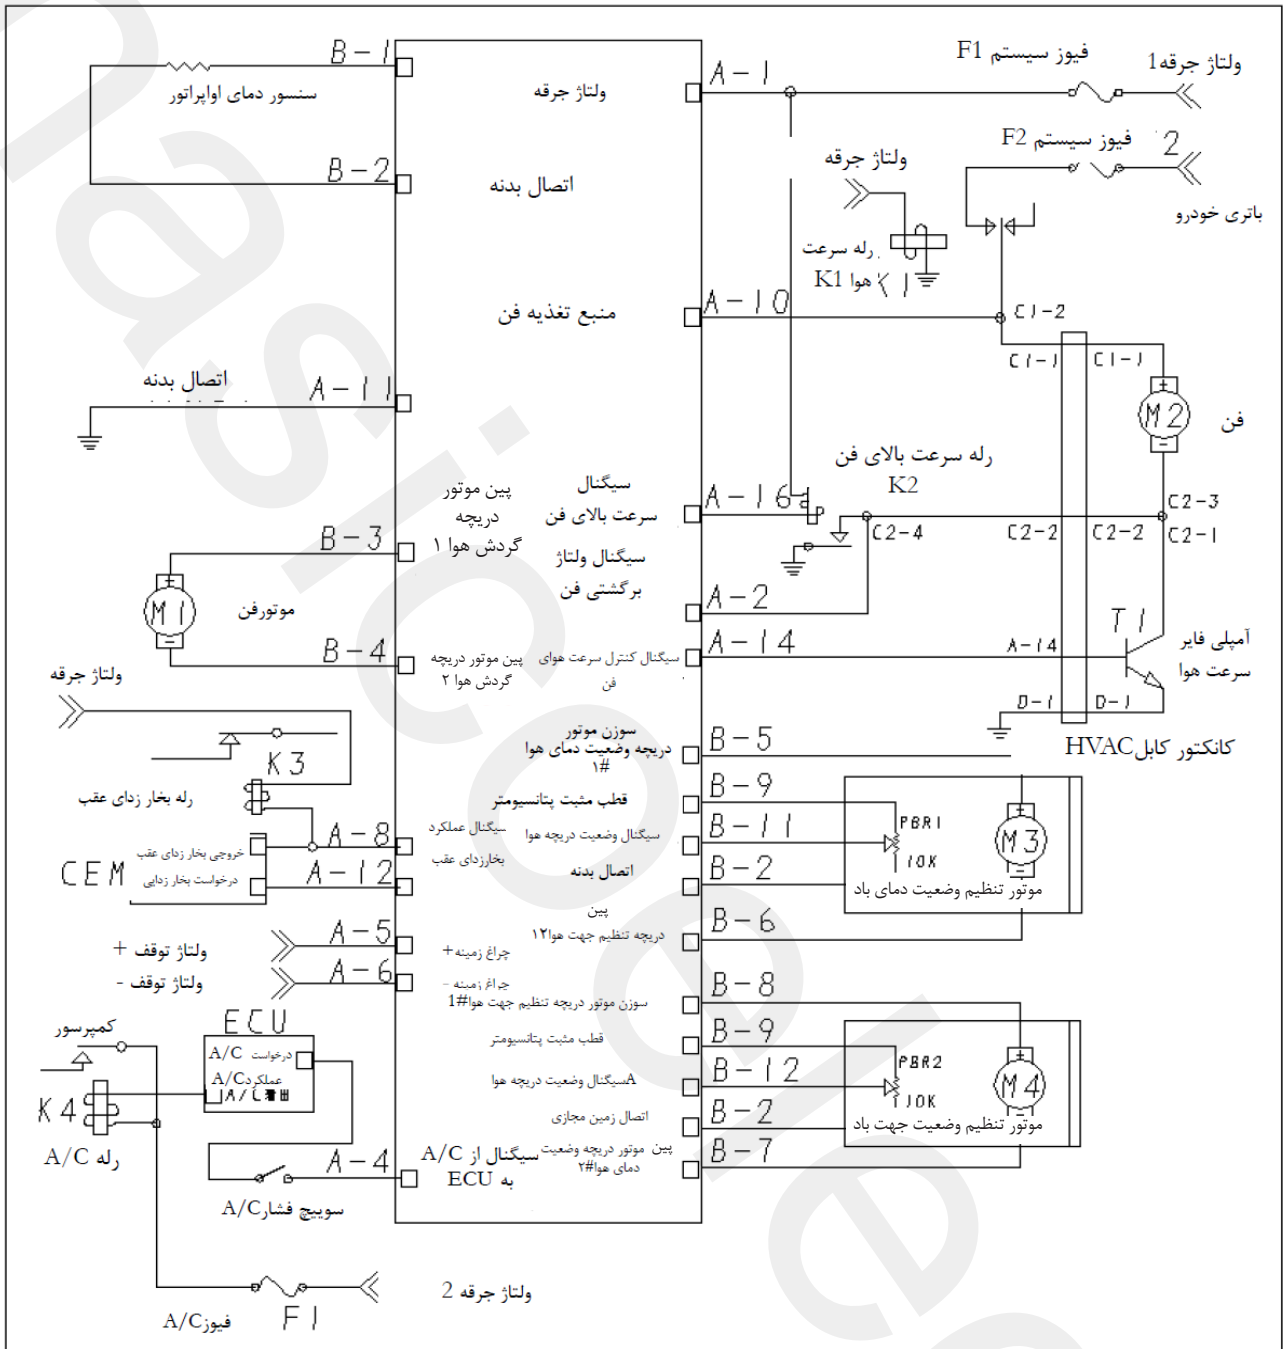 B-1
سنسور دمای اواپراتور
B-2
ولتاژ جرقه
اتصال بدنه
A-1
فیوز سیستم F1
ولتاژ جرقه1
فیوز سیستم F2
2
باتری خودرو
ولتاژ جرقه
رله سرعت
هوا K1
K1
منبع تغذیه فن
A-10
C1-2
C1-1
C1-1
اتصال بدنه
A-11
M2
فن
رله سرعت بالای فن
K2
سیگنال
سرعت بالای فن
A-16
پین موتور
دریچه
گردش هوا ۱
B-3
C2-3
C2-4
C2-2
C2-2
C2-1
سیگنال ولتاژ
برگشتی فن
A-2
M1
موتورفن
B-4
پین موتور دریچه
گردش هوا ۲
سیگنال کنترل سرعت هوای
فن
A-14
A-14
T1
آمپلی فایر
سرعت هوا
D-1
D-1
کانکتور کابلHVAC
ولتاژ جرقه
K3
رله بخار زدای عقب
سوزن موتور
دریچه وضعیت دمای هوا
۱#
B-5
قطب مثبت پتانسیومتر
B-9
سیگنال وضعیت دریچه هوا
B-11
اتصال بدنه
B-2
پین
دریچه تنظیم جهت هوا۱۲
B-6
PBR1
10K
M3
موتور تنظیم وضعیت دمای باد
CEM
خروجی بخار زدای عقب
درخواست بخار زدایی
A-8
سیگنال عملکرد
بخارزدای عقب
A-12
ولتاژ توقف +
A-5
چراغ زمینه+
ولتاژ توقف -
A-6
چراغ زمینه -
سوزن موتور دریچه تنظیم جهت هوا#1
B-8
قطب مثبت پتانسیومتر
B-9
Aسیگنال وضعیت دریچه هوا
B-12
اتصال زمین مجازی
B-2
پین موتور دریچه وضعیت
دمای هوا#۲
B-7
PBR2
10K
M4
موتور تنظیم وضعیت جهت باد
کمپرسور
ECU
درخواست A/C
عملکردA/C
A/C
K4
رله A/C
A-4
سیگنال از A/C
به ECU
سوییچ فشارA/C
ولتاژ جرقه 2
فیوزA/C
F1